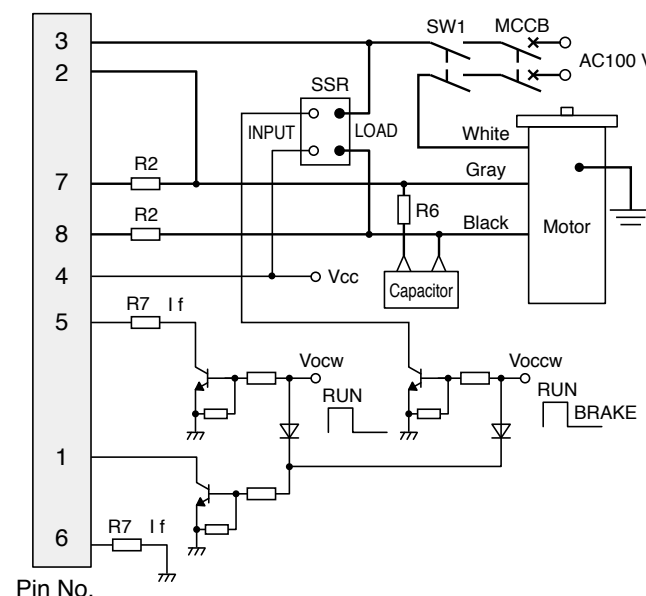 3
SW1
MCCB
AC100 V
2
SSR
INPUT
LOAD
White
7
R2
Gray
R6
8
R2
Black
Motor
4
Vcc
Capacitor
5
R7
I f
Vocw
Voccw
RUN
RUN
BRAKE
1
R7
I f
6
Pin No.